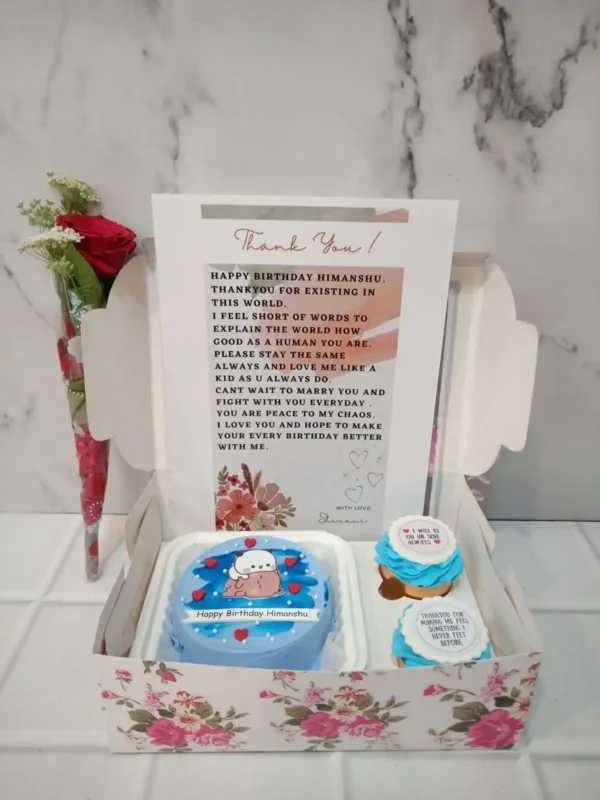 Thank You!
HAPPY BIRTHDAY HIMANSHU.
THANKYOU FOR EXISTING IN
THIS WORLD.
I FEEL SHORT OF WORDS TO
EXPLAIN THE WORLD HOW
GOOD AS A HUMAN YOU ARE.
PLEASE STAY THE SAME
ALWAYS AND LOVE ME LIKE A
KID AS U ALWAYS DO.
CANT WAIT TO MARRY YOU AND
FIGHT WITH YOU EVERYDAY .
YOU ARE PEACE TO MY CHAOS.
I LOVE YOU AND HOPE TO MAKE
YOUR EVERY BIRTHDAY BETTER
WITH ME.
WITH LOVE,
Shivani
Happy Birthday Himanshu
I WILL BE
ON UR SIDE
ALWAYS
THANKYOU FOR
MAKING ME FEEL
SOMETHING I
NEVER FELT
BEFORE